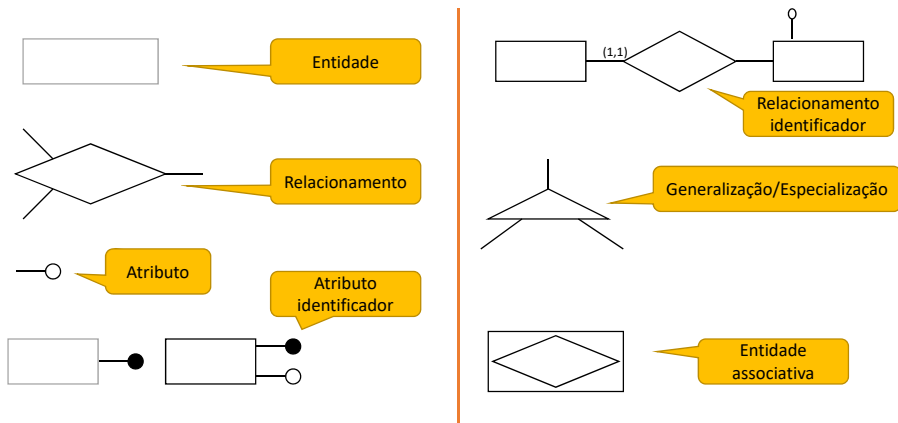 Entidade
Relacionamento
Atributo
Atributo
identificador
(1,1)
Relacionamento
identificador
Generalização/Especialização
Entidade
associativa